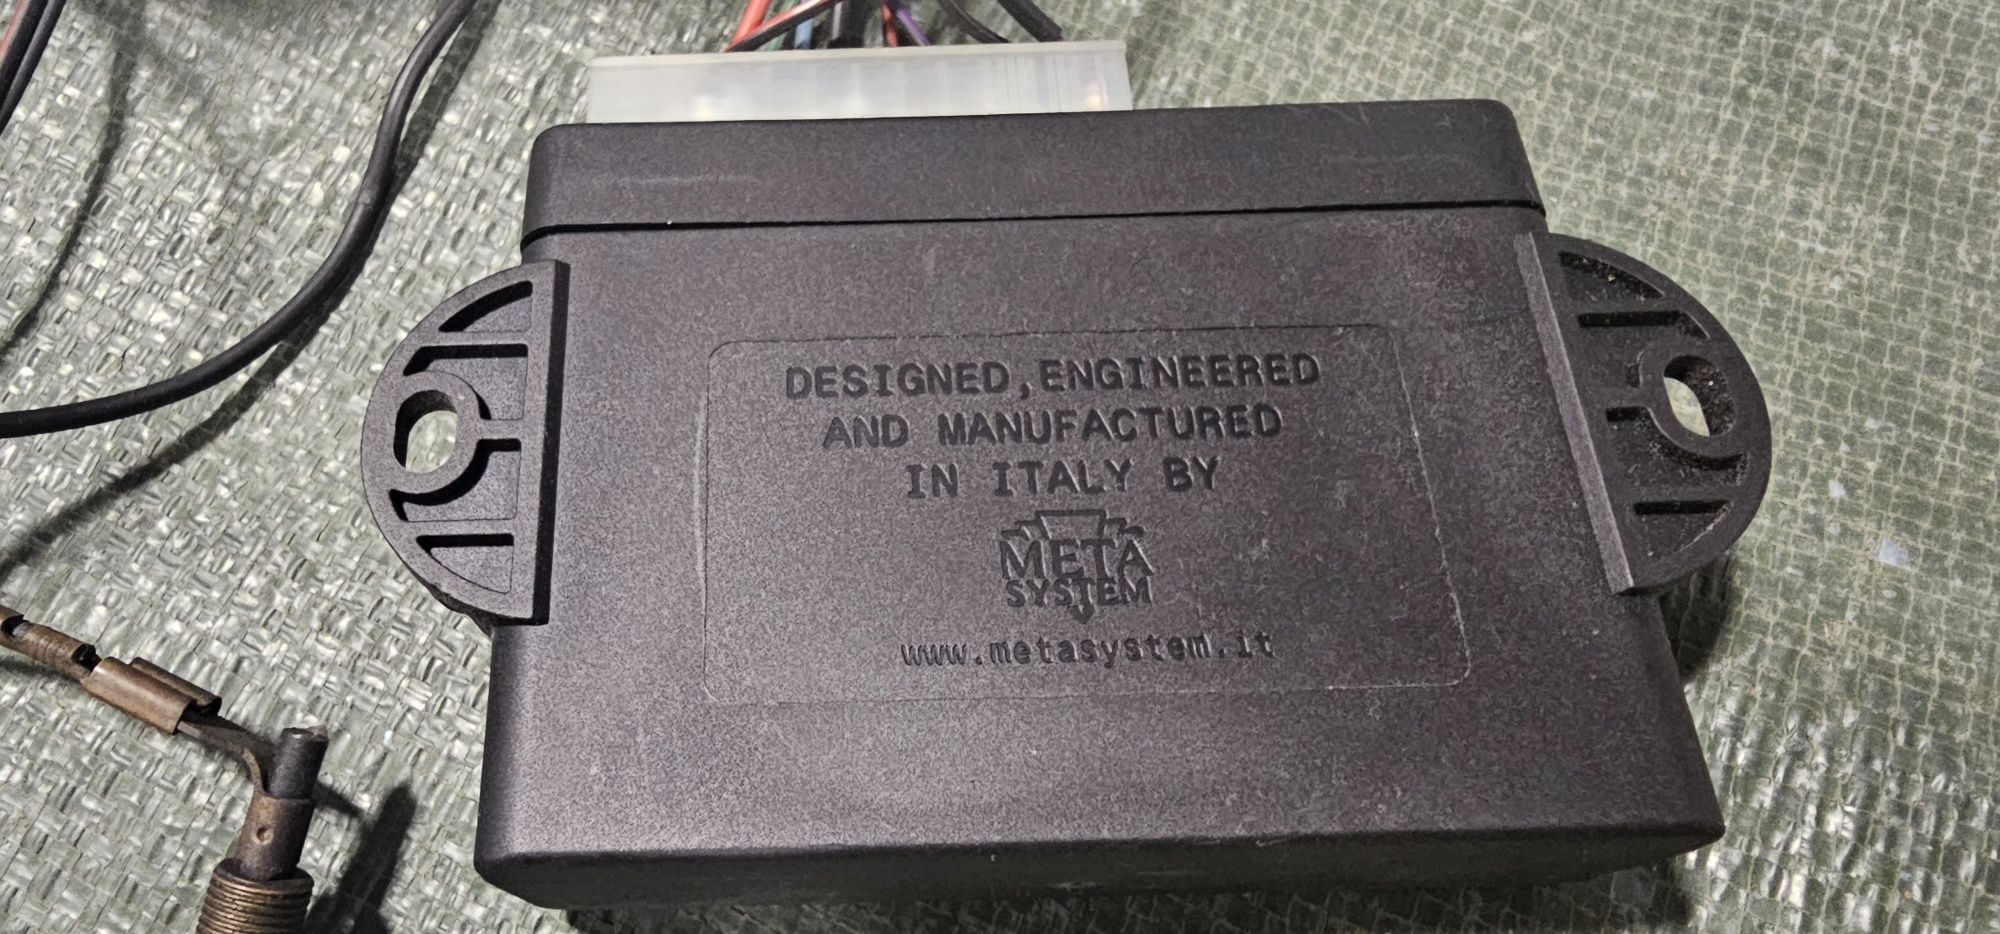 DESIGNED, ENGINEERED
AND MANUFACTURED
IN ITALY BY
META
SYSTEM
www.metasystem.it